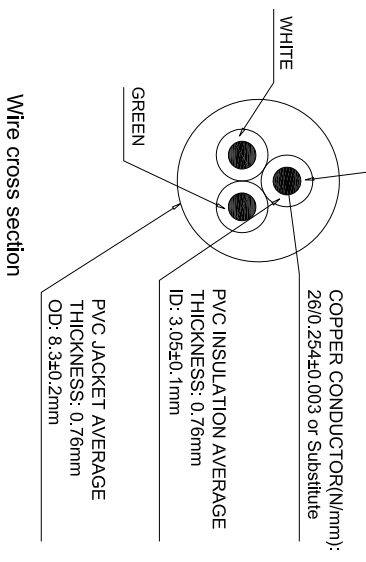 WHITE
GREEN
COPPER CONDUCTOR(N/mm):
26/0.254±0.003 or Substitute
PVC INSULATION AVERAGE
THICKNESS: 0.76mm
ID: 3.05±0.1mm
PVC JACKET AVERAGE
THICKNESS: 0.76mm
OD: 8.3±0.2mm
Wire cross section